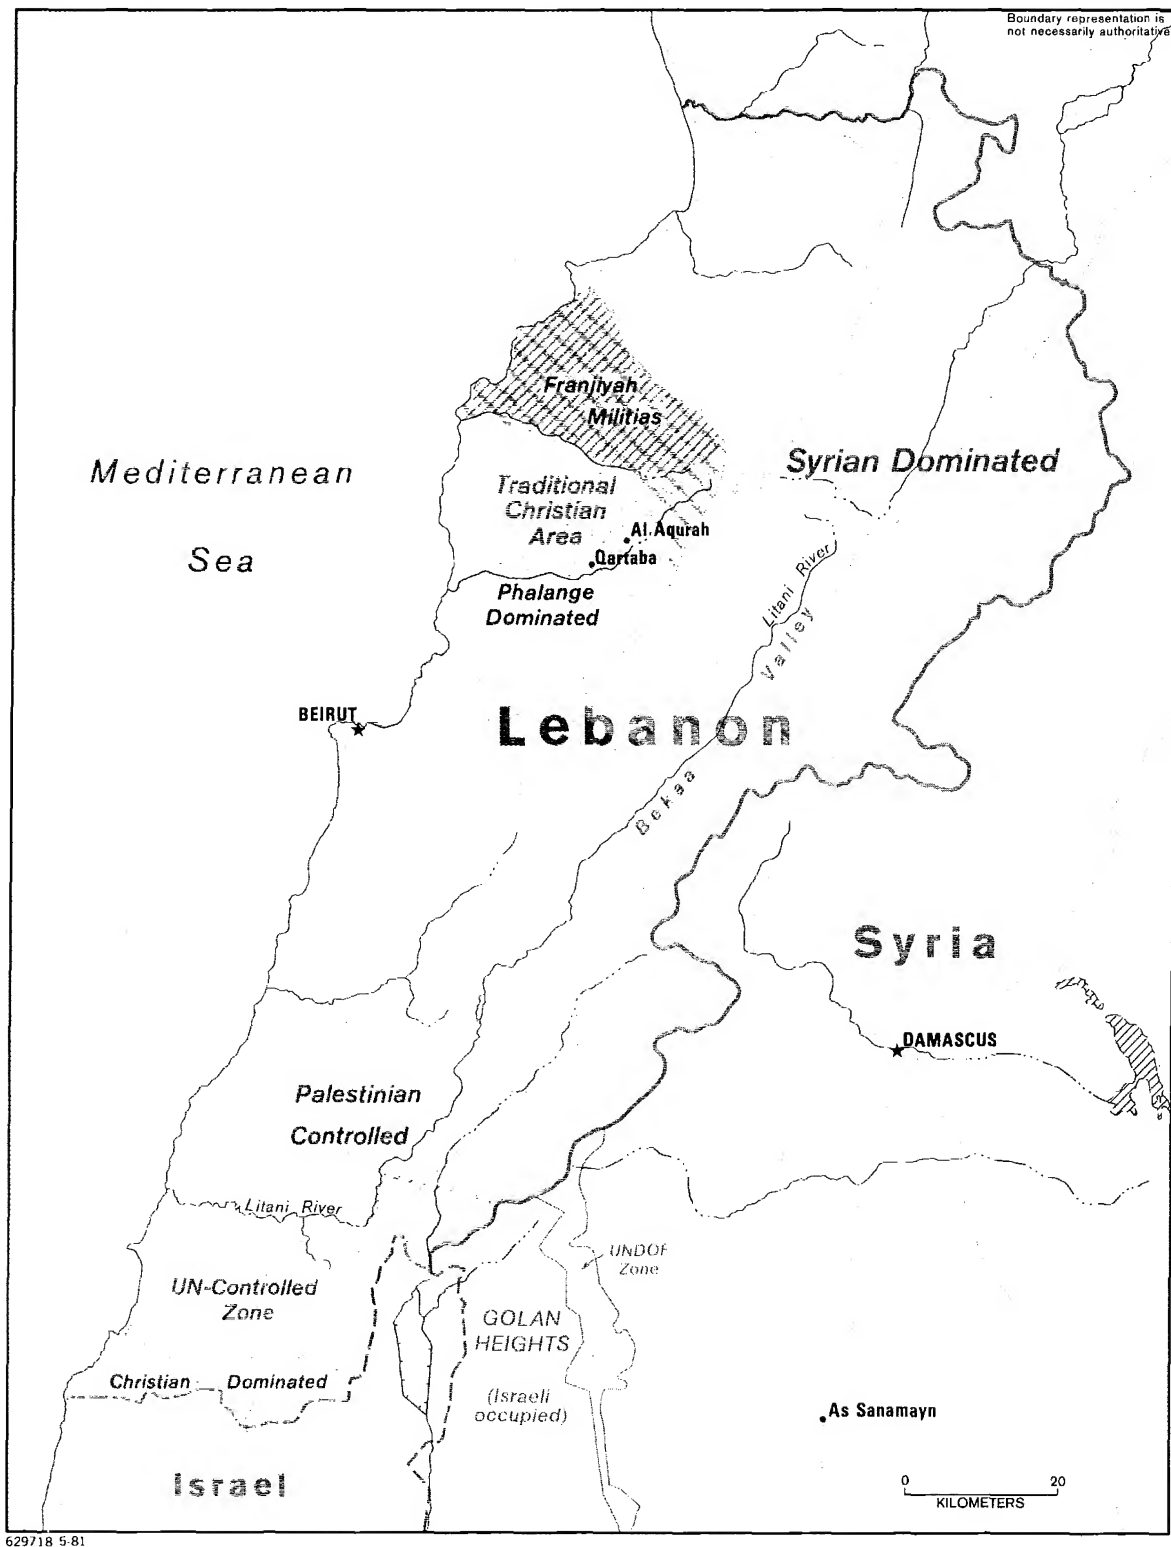 Boundary representation is
not necessarily authoritative
Franjiyah
Militias
Mediterranean
Sea
Syrian Dominated
Traditional
Christian
Area
Al Aqurah
Qartaba
Phalange
Dominated
Litani River
Bekaa Valley
BEIRUT
Lebanon
Syria
DAMASCUS
Palestinian
Controlled
Litani River
UNDOF
Zone
UN-Controlled
Zone
GOLAN
HEIGHTS
(Israeli
occupied)
Christian Dominated
As Sanamayn
Israel
0 20
KILOMETERS
629718 5-81